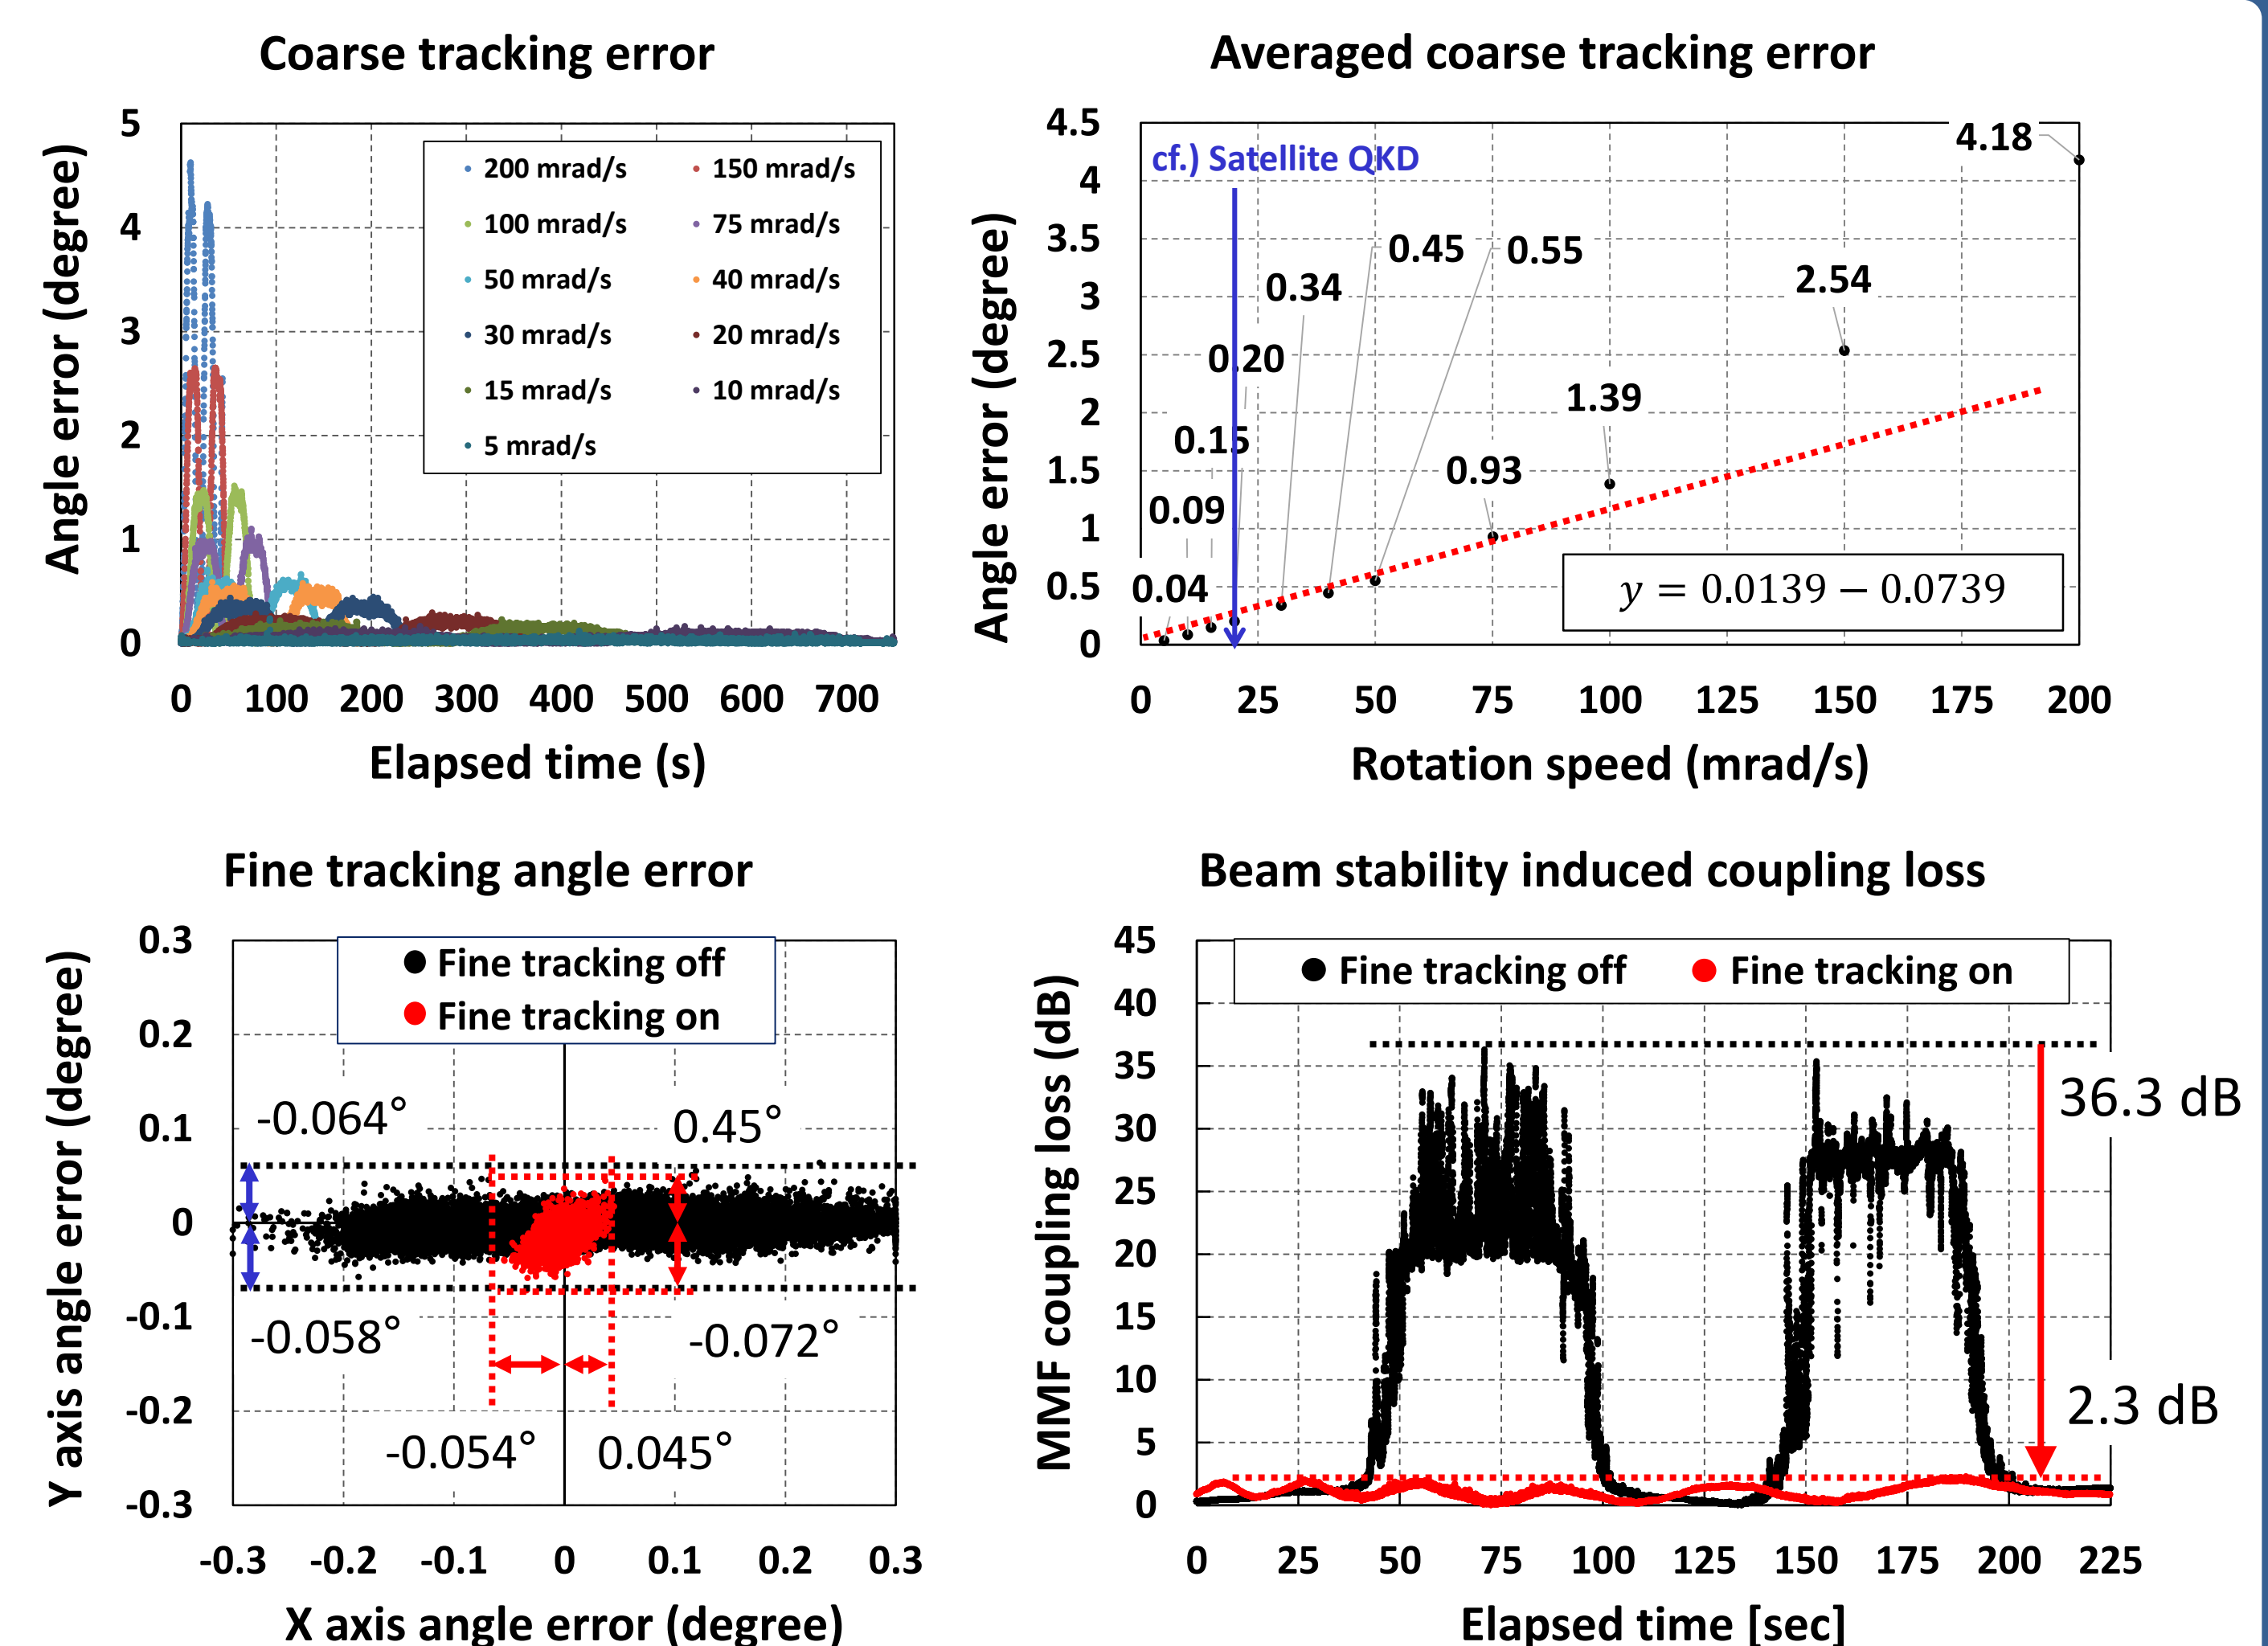 Coarse tracking error
5
4
3
2
1
0
Angle error (degree)
200 mrad/s
150 mrad/s
100 mrad/s
75 mrad/s
50 mrad/s
40 mrad/s
30 mrad/s
20 mrad/s
15 mrad/s
10 mrad/s
5 mrad/s
0 100 200 300 400 500 600 700
Elapsed time (s)
Averaged coarse tracking error
4.5
4
3.5
3
2.5
2
1.5
1
0.5
0
Angle error (degree)
cf.) Satellite QKD
4.18
0.45
0.55
0.34
2.54
0.20
1.39
0.15
0.93
0.09
0.04
y = 0.0139 − 0.0739
0 25 50 75 100 125 150 175 200
Rotation speed (mrad/s)
Fine tracking angle error
0.3
0.2
0.1
0
-0.1
-0.2
-0.3
Y axis angle error (degree)
Fine tracking off
Fine tracking on
-0.064°
0.45°
-0.058°
-0.072°
-0.054°
0.045°
-0.3 -0.2 -0.1 0 0.1 0.2 0.3
X axis angle error (degree)
Beam stability induced coupling loss
45
40
35
30
25
20
15
10
5
0
MMF coupling loss (dB)
Fine tracking off
Fine tracking on
36.3 dB
2.3 dB
0 25 50 75 100 125 150 175 200 225
Elapsed time [sec]